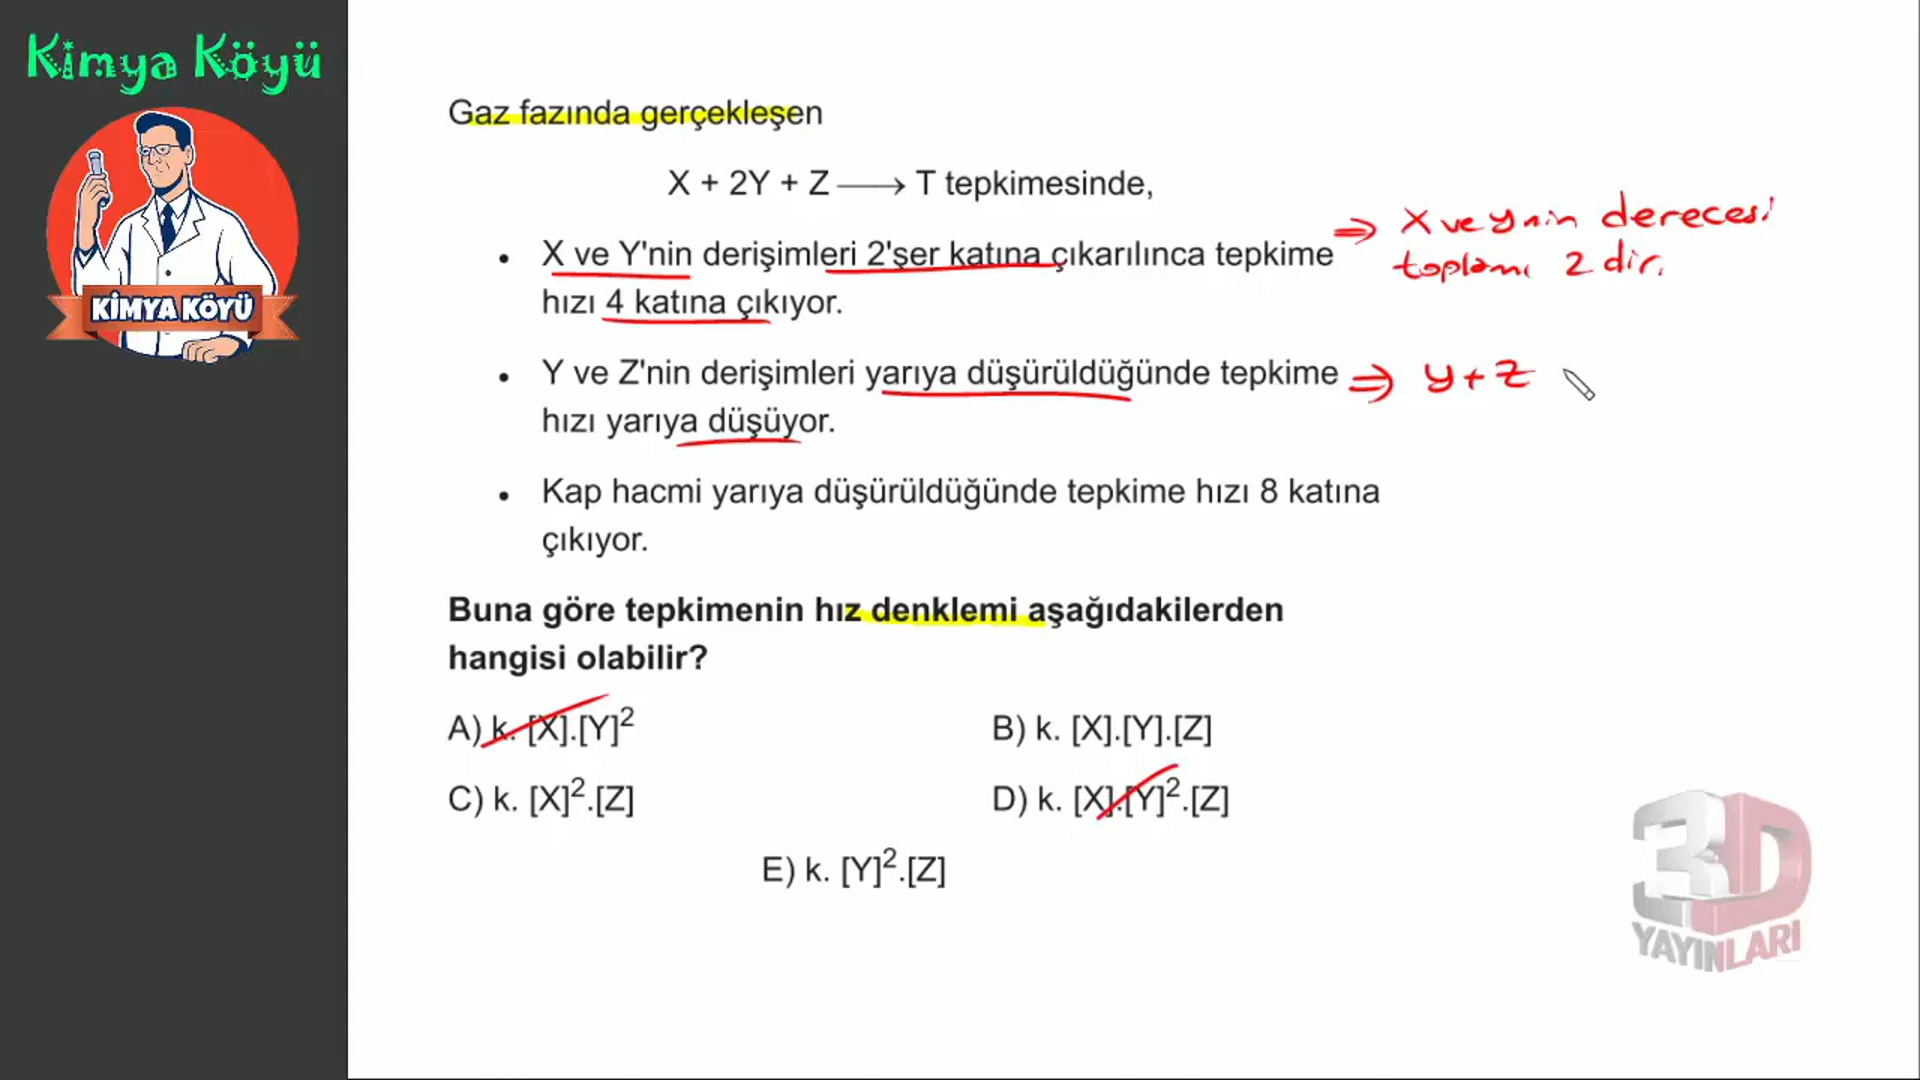 Kimya Köyü
KİMYA KÖYÜ
Gaz fazında gerçekleşen
X + 2Y + Z ⟶ T tepkimesinde,
• X ve Y'nin derişimleri 2'şer katına çıkarılınca tepkime
hızı 4 katına çıkıyor.
⇒ X ve Y nin derecesi
toplamı 2 dir.
• Y ve Z'nin derişimleri yarıya düşürüldüğünde tepkime
hızı yarıya düşüyor.
⇒ y + z
• Kap hacmi yarıya düşürüldüğünde tepkime hızı 8 katına
çıkıyor.
Buna göre tepkimenin hız denklemi aşağıdakilerden
hangisi olabilir?
A) k. [X].[Y]²
B) k. [X].[Y].[Z]
C) k. [X]².[Z]
D) k. [X].[Y]².[Z]
E) k. [Y]².[Z]
3D
YAYINLARI